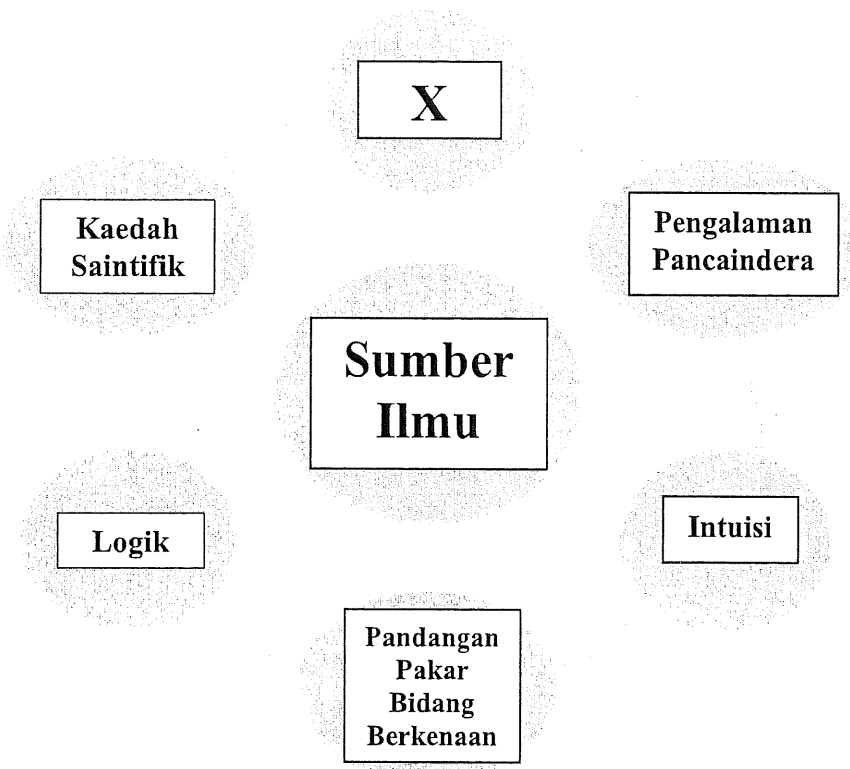 X
Kaedah
Saintifik
Pengalaman
Pancaindera
Sumber
Ilmu
Logik
Intuisi
Pandangan
Pakar
Bidang
Berkenaan